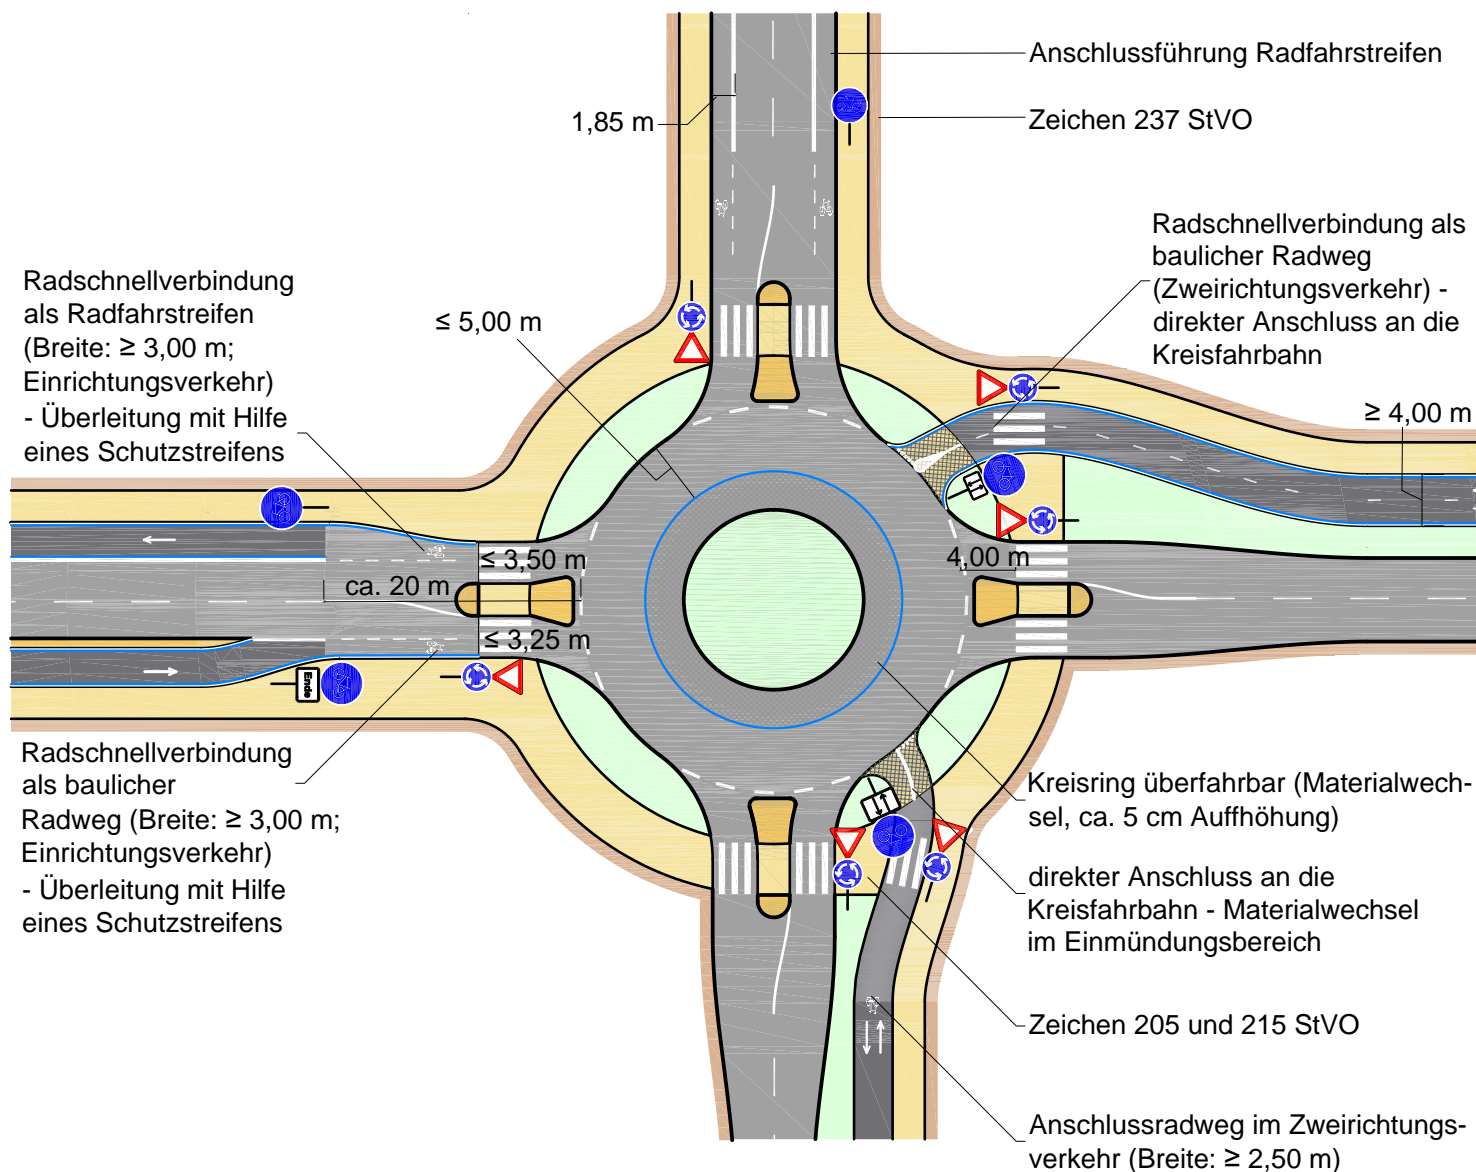 Anschlussführung Radfahrstreifen
1,85 m
Zeichen 237 StVO
Radschnellverbindung als
baulicher Radweg
(Zweirichtungsverkehr) -
direkter Anschluss an die
Kreisfahrbahn
Radschnellverbindung
als Radfahrstreifen
(Breite: ≥ 3,00 m;
Einrichtungsverkehr)
- Überleitung mit Hilfe
eines Schutzstreifens
≤ 5,00 m
≥ 4,00 m
≤ 3,50 m
4,00 m
ca. 20 m
≤ 3,25 m
Ende
Radschnellverbindung
als baulicher
Radweg (Breite: ≥ 3,00 m;
Einrichtungsverkehr)
- Überleitung mit Hilfe
eines Schutzstreifens
Kreisring überfahrbar (Materialwech-
sel, ca. 5 cm Auffhöhung)
direkter Anschluss an die
Kreisfahrbahn - Materialwechsel
im Einmündungsbereich
Zeichen 205 und 215 StVO
Anschlussradweg im Zweirichtungs-
verkehr (Breite: ≥ 2,50 m)